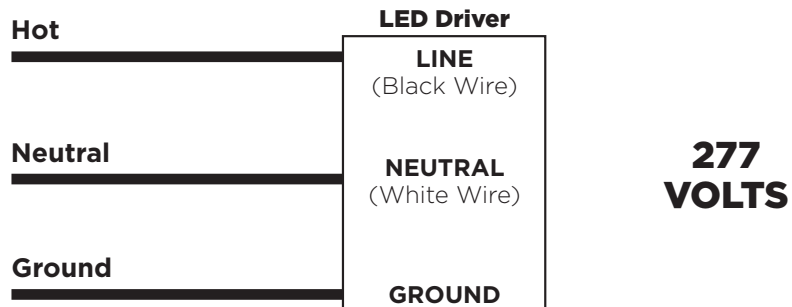 LED Driver
Hot
LINE
(Black Wire)
Neutral
NEUTRAL
(White Wire)
277
VOLTS
Ground
GROUND